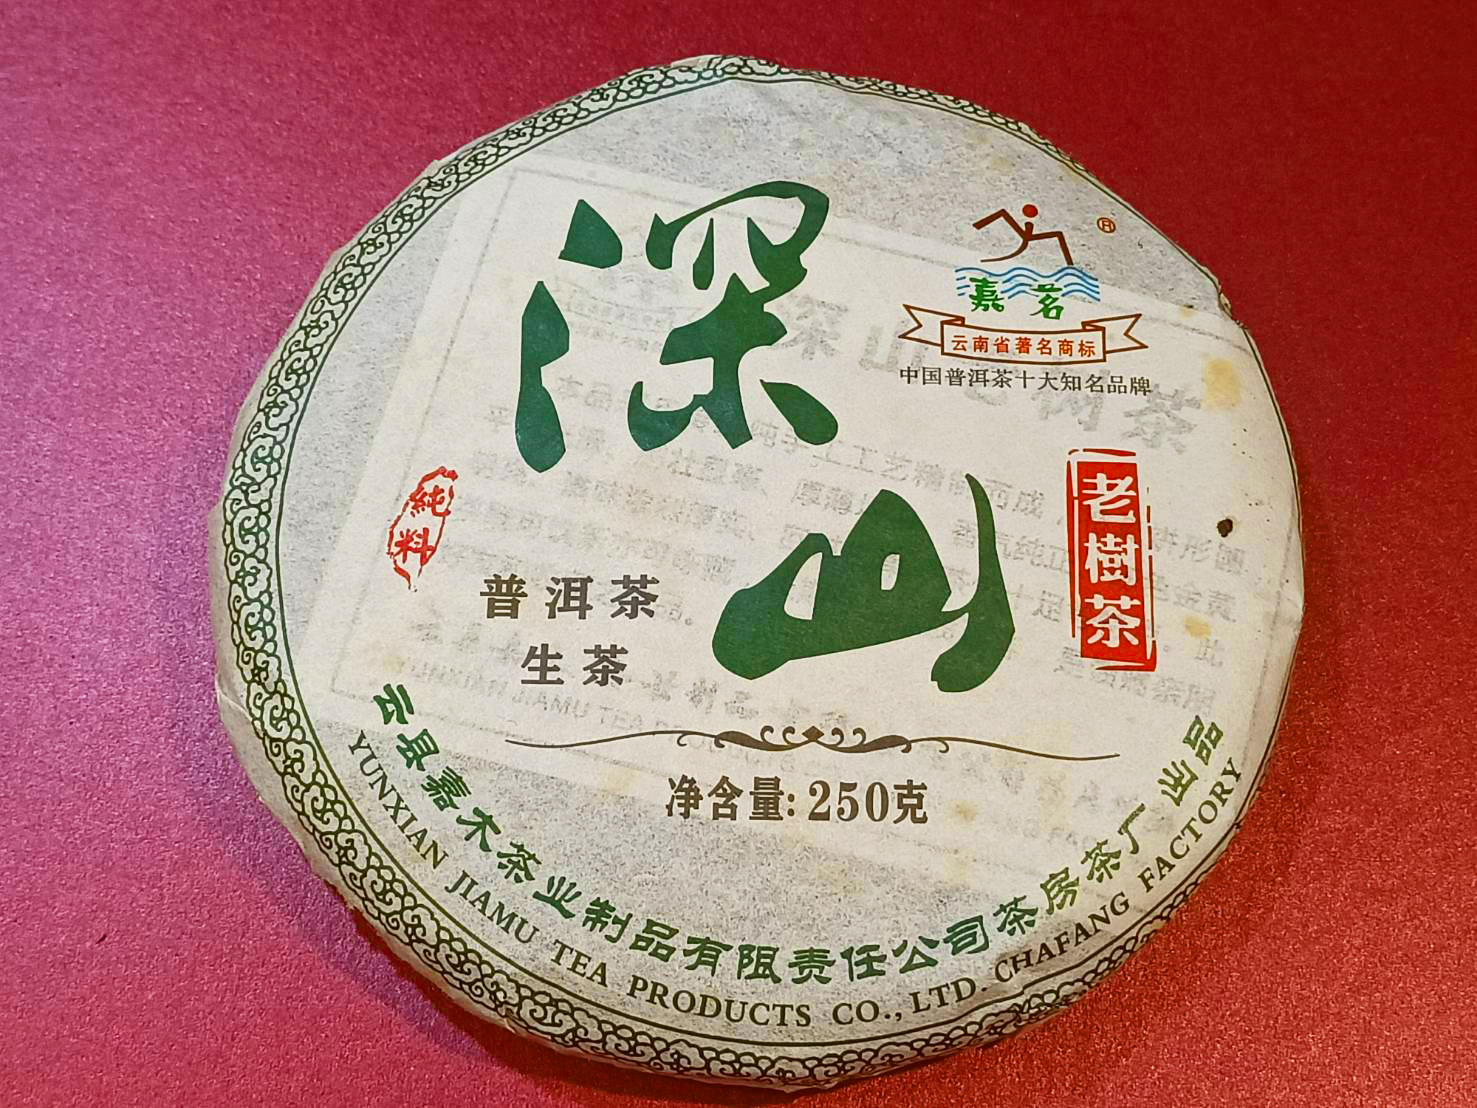 深山
嘉茗
®
云南省著名商标
中国普洱茶十大知名品牌
老樹茶
純料
普洱茶
生茶
净含量:250克
云县嘉木茶业制品有限责任公司茶房茶厂 出品
YUNXIAN JIAMU TEA PRODUCTS CO., LTD. CHAFANG FACTORY